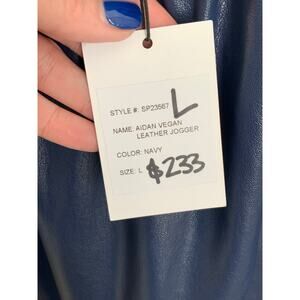 STYLE #: SP23567 L
NAME: AIDAN VEGAN
LEATHER JOGGER
COLOR: NAVY
SIZE: L $233